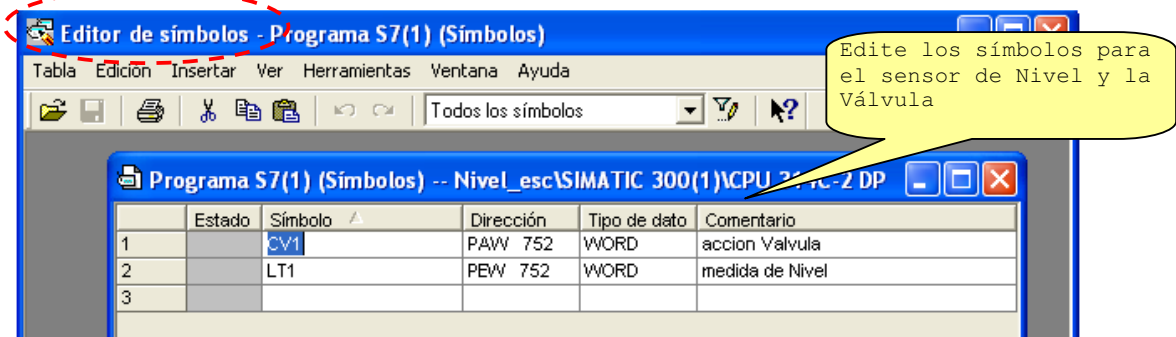 Editor de símbolos - Programa S7(1) (Símbolos)
Tabla Edición Insertar Ver Herramientas Ventana Ayuda
Todos los símbolos
Edite los símbolos para
el sensor de Nivel y la
Válvula
Programa S7(1) (Símbolos) -- Nivel_esc\SIMATIC 300(1)\CPU 314C-2 DP
Estado Símbolo Dirección Tipo de dato Comentario
1 CV1 PAW 752 WORD accion Valvula
2 LT1 PEW 752 WORD medida de Nivel
3